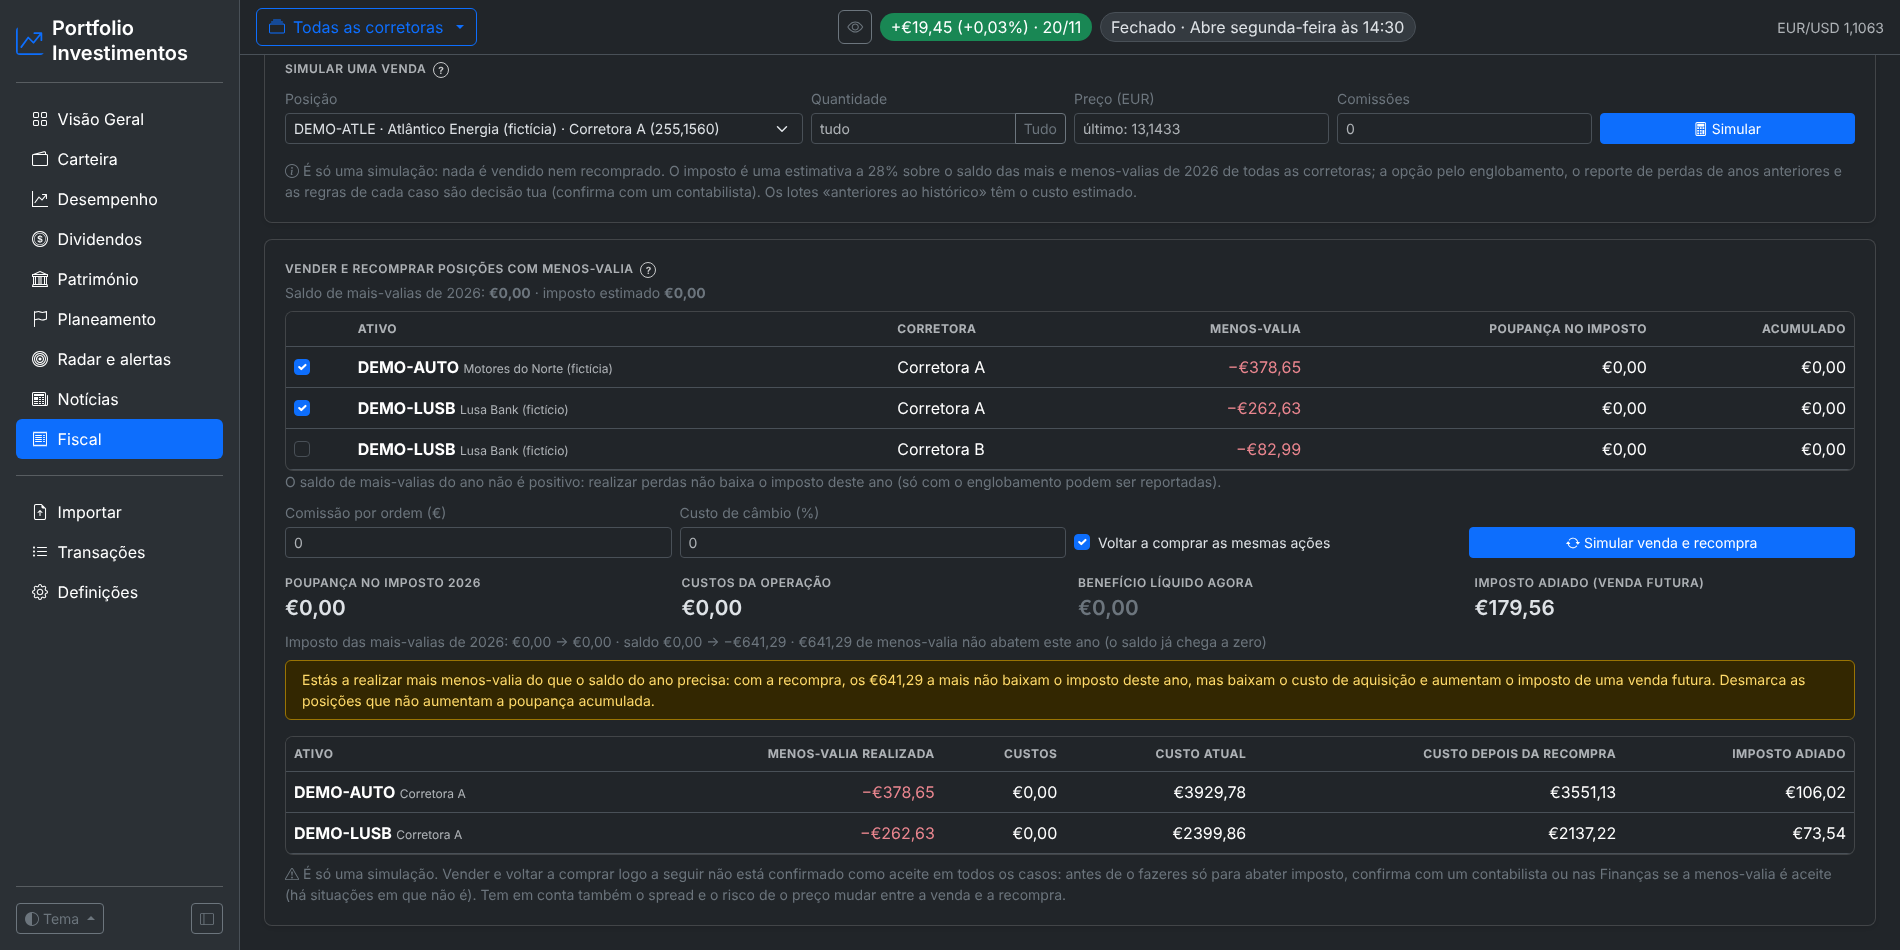 Portfolio
Investimentos
Visão Geral
Carteira
Desempenho
Dividendos
Património
Planeamento
Radar e alertas
Notícias
Fiscal
Importar
Transações
Definições
Tema
Todas as corretoras
+€19,45 (+0,03%) · 20/11
Fechado · Abre segunda-feira às 14:30
EUR/USD 1,1063
SIMULAR UMA VENDA ?
Posição Quantidade Preço (EUR) Comissões
DEMO-ATLE · Atlântico Energia (fictícia) · Corretora A (255,1560) tudo Tudo último: 13,1433 0 Simular
É só uma simulação: nada é vendido nem recomprado. O imposto é uma estimativa a 28% sobre o saldo das mais e menos-valias de 2026 de todas as corretoras; a opção pelo englobamento, o reporte de perdas de anos anteriores e
as regras de cada caso são decisão tua (confirma com um contabilista). Os lotes «anteriores ao histórico» têm o custo estimado.
VENDER E RECOMPRAR POSIÇÕES COM MENOS-VALIA ?
Saldo de mais-valias de 2026: €0,00 · imposto estimado €0,00
ATIVO CORRETORA MENOS-VALIA POUPANÇA NO IMPOSTO ACUMULADO
DEMO-AUTO Motores do Norte (fictícia) Corretora A −€378,65 €0,00 €0,00
DEMO-LUSB Lusa Bank (fictício) Corretora A −€262,63 €0,00 €0,00
DEMO-LUSB Lusa Bank (fictício) Corretora B −€82,99 €0,00 €0,00
O saldo de mais-valias do ano não é positivo: realizar perdas não baixa o imposto deste ano (só com o englobamento podem ser reportadas).
Comissão por ordem (€) Custo de câmbio (%)
0 0 Voltar a comprar as mesmas ações Simular venda e recompra
POUPANÇA NO IMPOSTO 2026 CUSTOS DA OPERAÇÃO BENEFÍCIO LÍQUIDO AGORA IMPOSTO ADIADO (VENDA FUTURA)
€0,00 €0,00 €0,00 €179,56
Imposto das mais-valias de 2026: €0,00 → €0,00 · saldo €0,00 → −€641,29 · €641,29 de menos-valia não abatem este ano (o saldo já chega a zero)
Estás a realizar mais menos-valia do que o saldo do ano precisa: com a recompra, os €641,29 a mais não baixam o imposto deste ano, mas baixam o custo de aquisição e aumentam o imposto de uma venda futura. Desmarca as
posições que não aumentam a poupança acumulada.
ATIVO MENOS-VALIA REALIZADA CUSTOS CUSTO ATUAL CUSTO DEPOIS DA RECOMPRA IMPOSTO ADIADO
DEMO-AUTO Corretora A −€378,65 €0,00 €3929,78 €3551,13 €106,02
DEMO-LUSB Corretora A −€262,63 €0,00 €2399,86 €2137,22 €73,54
É só uma simulação. Vender e voltar a comprar logo a seguir não está confirmado como aceite em todos os casos: antes de o fazeres só para abater imposto, confirma com um contabilista ou nas Finanças se a menos-valia é aceite
(há situações em que não é). Tem em conta também o spread e o risco de o preço mudar entre a venda e a recompra.